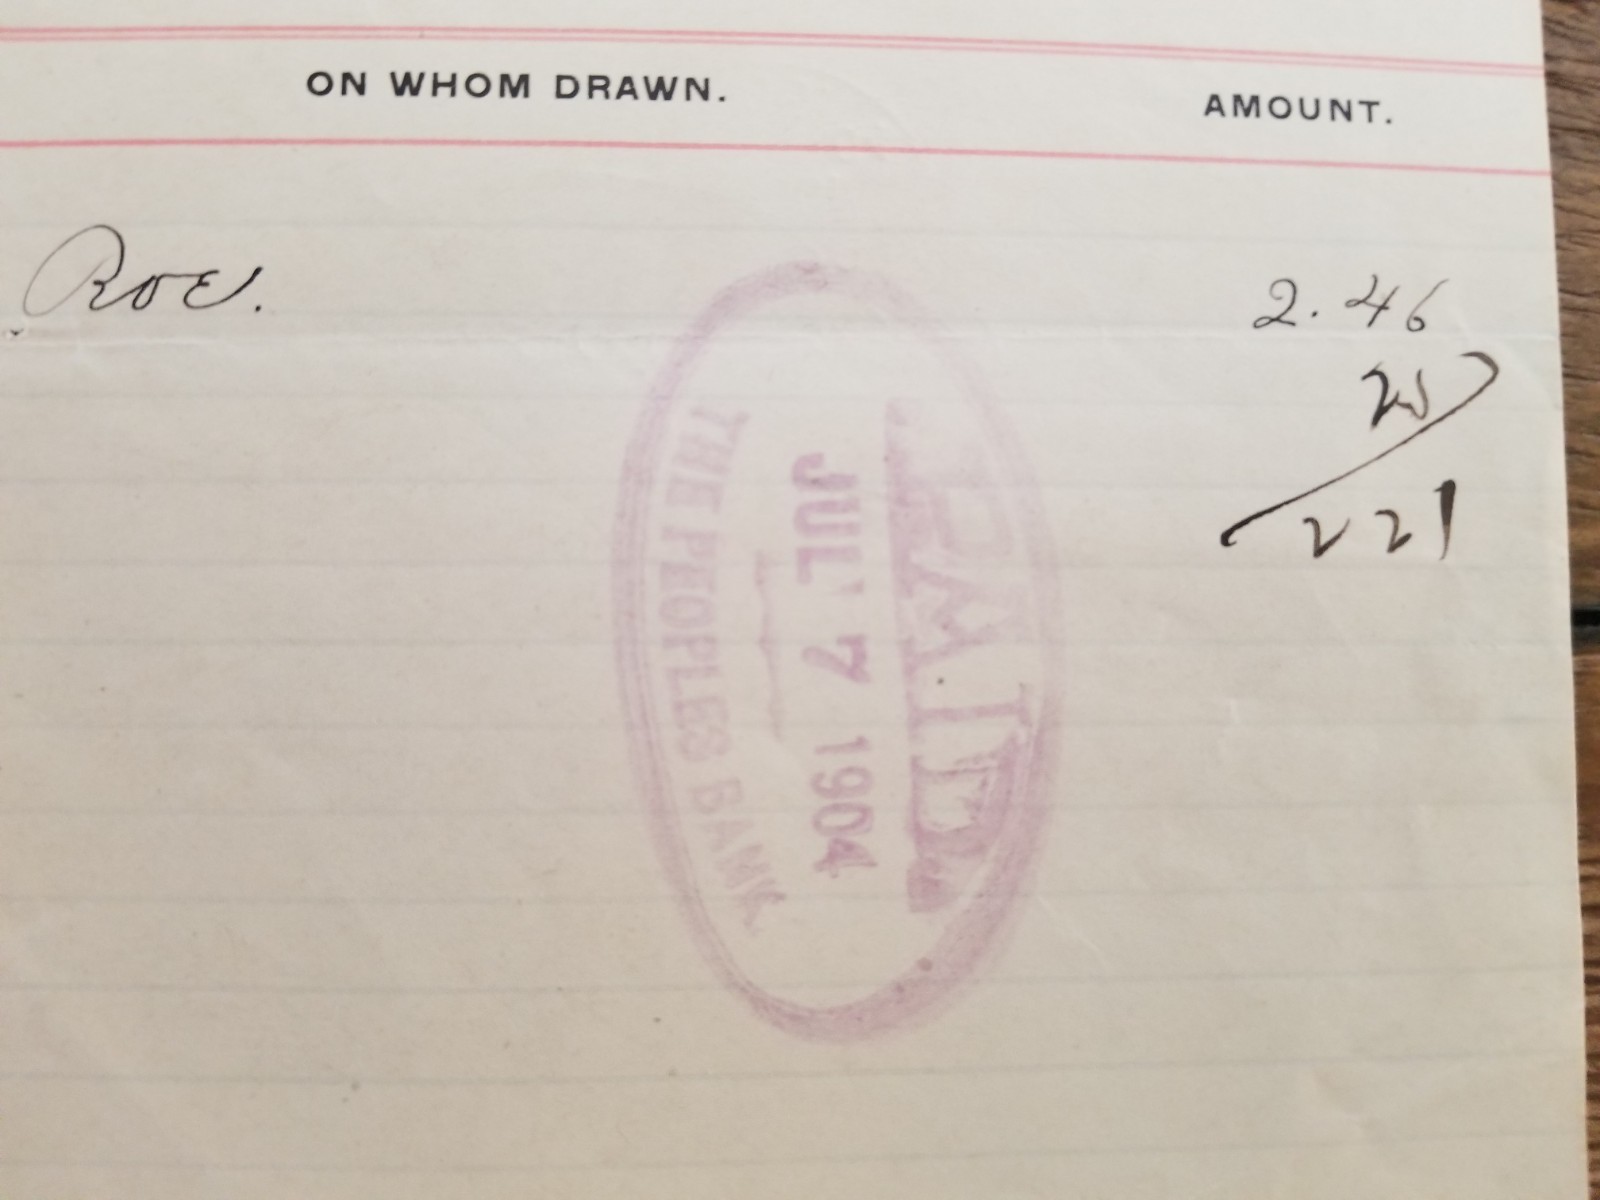 ON WHOM DRAWN. AMOUNT.
Roe. 2.46
25
221
PAID
JUL 7 1904
THE PEOPLES BANK